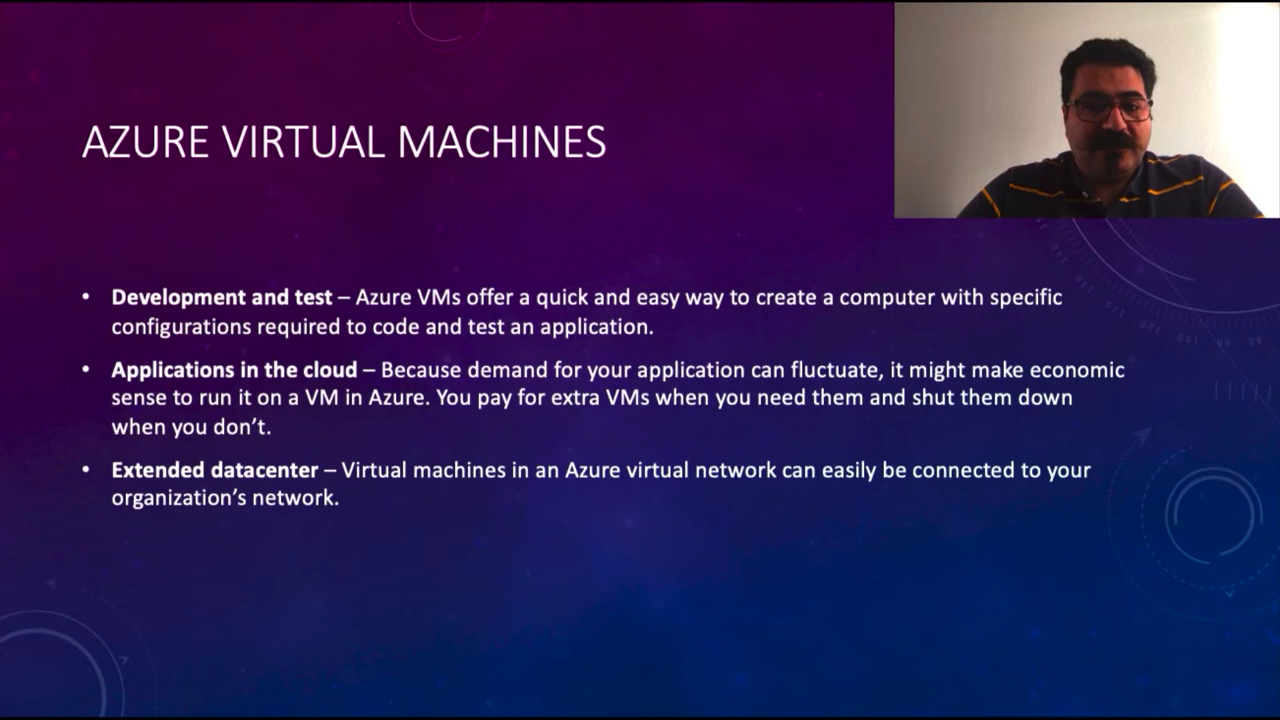 AZURE VIRTUAL MACHINES
• Development and test – Azure VMs offer a quick and easy way to create a computer with specific
configurations required to code and test an application.
• Applications in the cloud – Because demand for your application can fluctuate, it might make economic
sense to run it on a VM in Azure. You pay for extra VMs when you need them and shut them down
when you don’t.
• Extended datacenter – Virtual machines in an Azure virtual network can easily be connected to your
organization’s network.